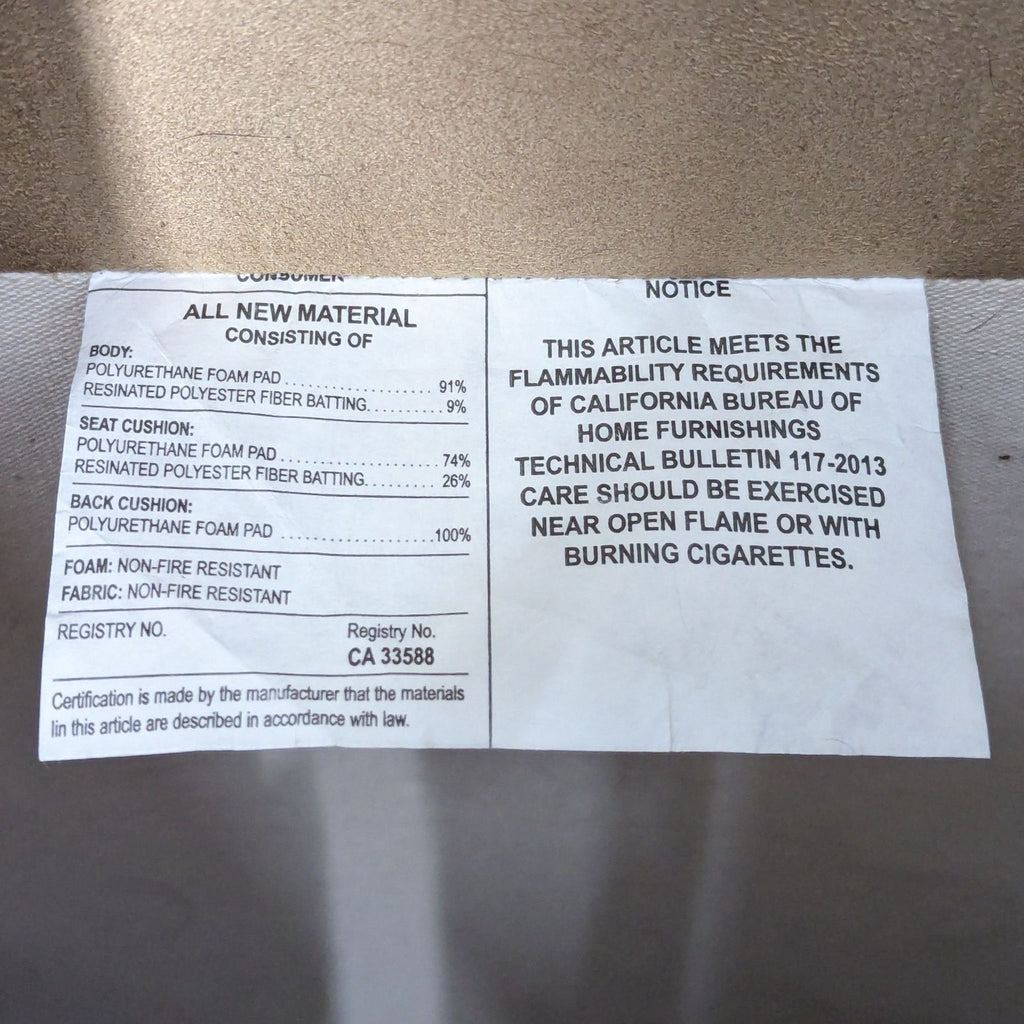 CONSUMER
ALL NEW MATERIAL
CONSISTING OF
BODY:
POLYURETHANE FOAM PAD .................... 91%
RESINATED POLYESTER FIBER BATTING.......... 9%
SEAT CUSHION:
POLYURETHANE FOAM PAD .................... 74%
RESINATED POLYESTER FIBER BATTING.......... 26%
BACK CUSHION:
POLYURETHANE FOAM PAD ....................100%
FOAM: NON-FIRE RESISTANT
FABRIC: NON-FIRE RESISTANT
REGISTRY NO. Registry No.
CA 33588
Certification is made by the manufacturer that the materials
lin this article are described in accordance with law.
NOTICE
THIS ARTICLE MEETS THE
FLAMMABILITY REQUIREMENTS
OF CALIFORNIA BUREAU OF
HOME FURNISHINGS
TECHNICAL BULLETIN 117-2013
CARE SHOULD BE EXERCISED
NEAR OPEN FLAME OR WITH
BURNING CIGARETTES.